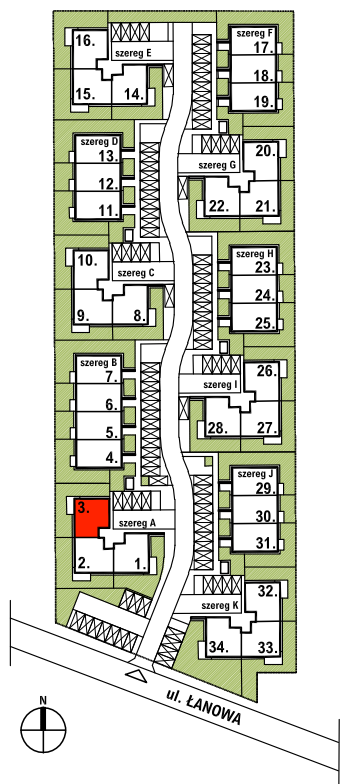 16.
szereg E
15.
14.
szereg F
17.
18.
19.
szereg D
13.
12.
11.
szereg G
20.
22.
21.
10.
szereg C
9.
8.
szereg H
23.
24.
25.
szereg B
7.
6.
5.
4.
szereg I
26.
28.
27.
3.
szereg A
2.
1.
szereg J
29.
30.
31.
szereg K
32.
34.
33.
ul. ŁANOWA
N